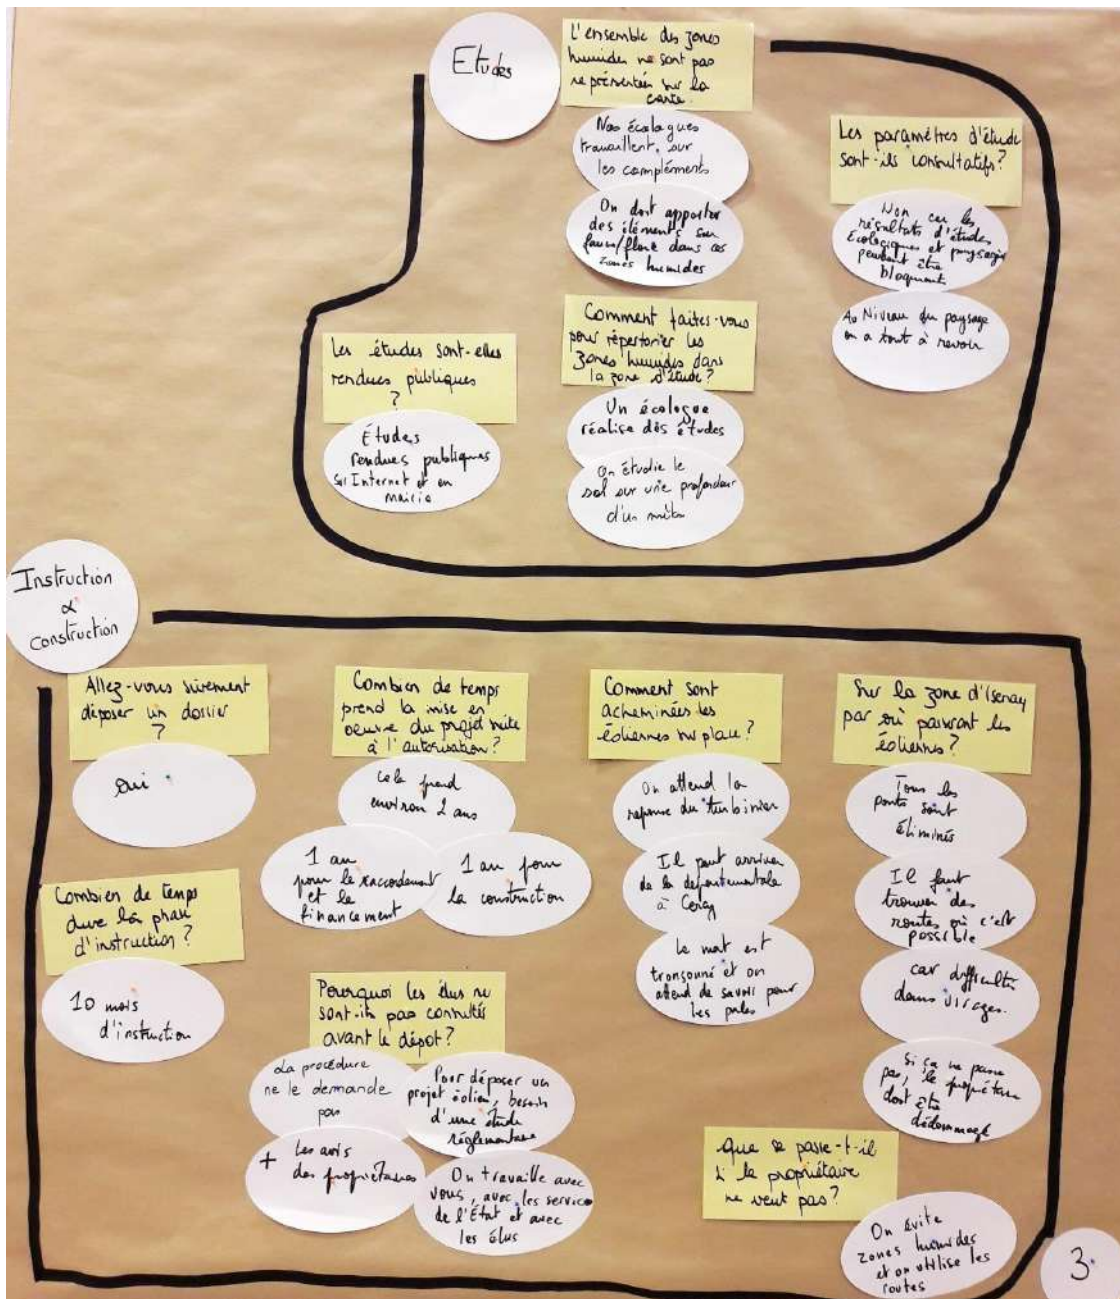 Etudes
L'ensemble des zones
humides ne sont pas
représentés sur la
carte
Nos écologues
travaillent, sur
les compléments
On doit apporter
des éléments sur
faune/flore dans ces
zones humides
Les paramètres d'étude
sont-ils consultatifs?
Non car les
résultats d'études
écologiques et paysagin
peuvent être
bloquant
Au Niveau du paysage
on a tout à revoir
Comment faites-vous
pour répertorier les
zones humides dans
la zone d'étude?
Un écologue
réalise des études
On étudie le
sol sur une profondeur
d'un mètre
Les études sont-elles
rendues publiques
?
Études
rendues publiques
sur Internet et en
mairie
Instruction
&
construction
Allez-vous sûrement
déposer un dossier
?
oui
Combien de temps
dure la phase
d'instruction?
10 mois
d'instruction
Combien de temps
prend la mise en
oeuvre du projet suite
à l'autorisation?
Cela prend
environ 2 ans
1 an
pour le raccordement
et le
financement
1 an pour
la construction
Pourquoi les élus ne
sont-ils pas consultés
avant le dépot?
La procédure
ne le demande
pas
+ Les avis
des propriétaires
Pour déposer un
projet éolien, besoin
d'une étude
réglementaire
On travaille avec
vous, avec les service
de l'État et avec
les élus
Comment sont
acheminées les
éoliennes sur place?
On attend la
reponse du turbinier
Il peut arriver
de la départementale
à Cercy
Le mat est
tronçonné et on
attend de savoir pour
les pales
Sur la zone d'Isenay
par où passeront les
éoliennes?
Tous les
ponts sont
éliminés
Il faut
trouver des
routes où c'est
possible
car difficultés
dans virages.
Si ça ne passe
pas, le propriétaire
doit être
dédommagé
Que se passe-t-il
si le propriétaire
ne veut pas?
On évite
zones humides
et on utilise les
routes
3